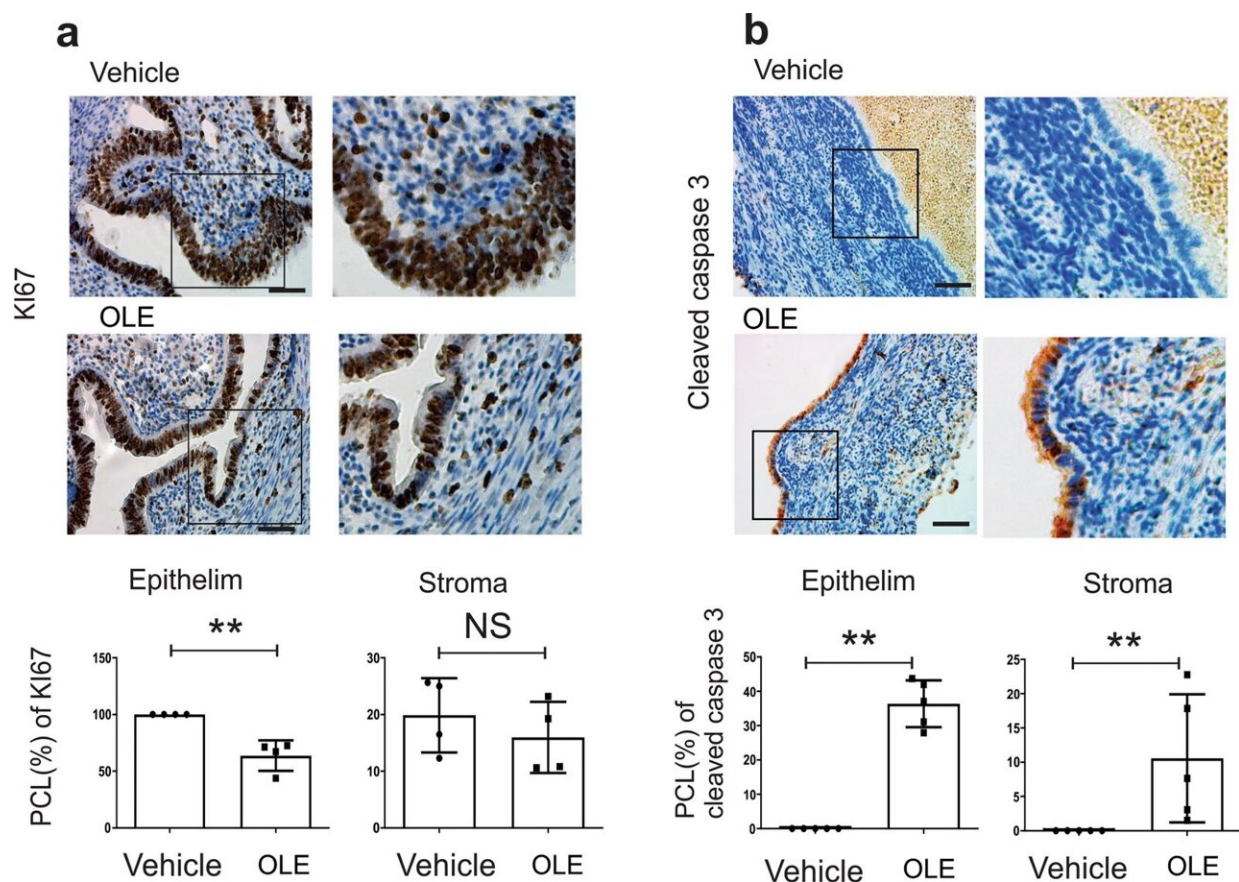 a
Vehicle
KI67
OLE
Epithelim
Stroma
**
NS
PCL(%) of KI67
150
100
50
0
30
20
10
0
Vehicle
OLE
Vehicle
OLE
b
Vehicle
Cleaved caspase 3
OLE
Epithelim
Stroma
**
**
PCL(%) of
cleaved caspase 3
50
40
30
20
10
0
25
20
15
10
5
0
Vehicle
OLE
Vehicle
OLE